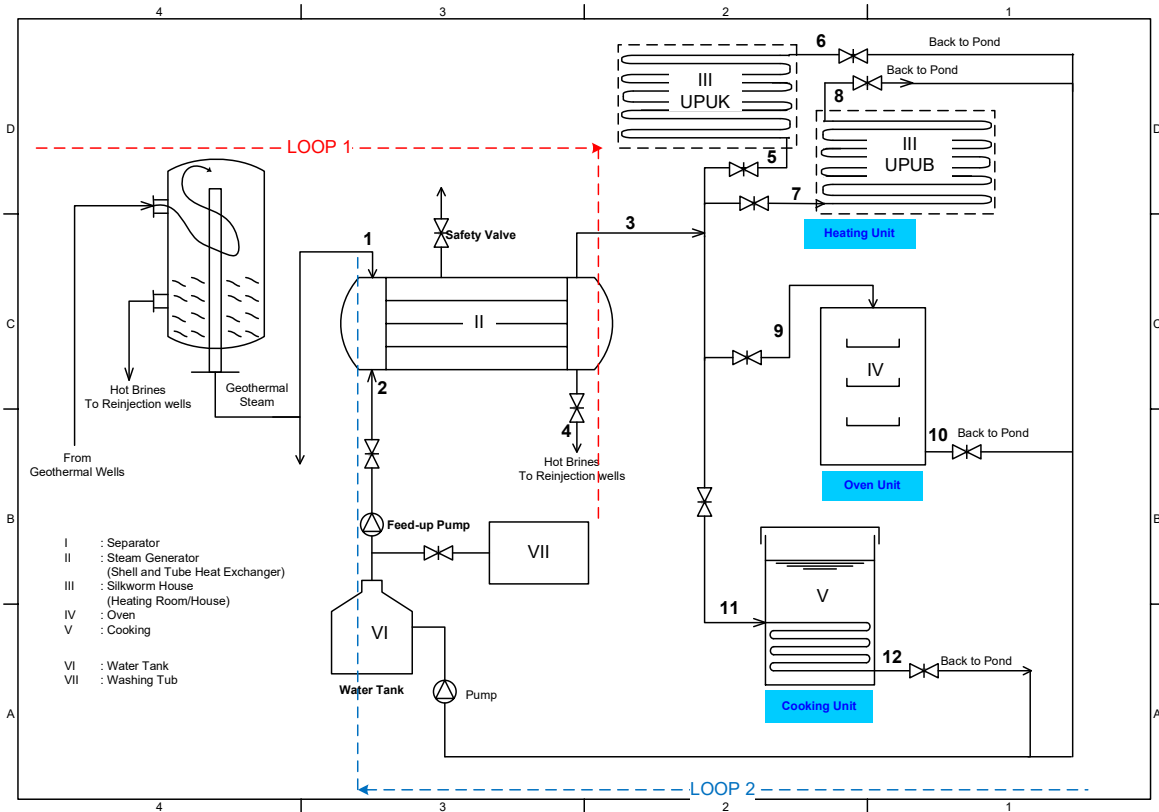 4
3
2
1
D
C
B
A
D
C
B
A
4
3
2
1
LOOP 1
LOOP 2
6
Back to Pond
III
UPUK
8
Back to Pond
III
UPUB
5
7
Heating Unit
1
Safety Valve
3
II
2
4
Hot Brines
To Reinjection wells
Geothermal
Steam
Hot Brines
To Reinjection wells
From
Geothermal Wells
9
IV
10
Back to Pond
Oven Unit
Feed-up Pump
VII
VI
Water Tank
Pump
11
V
12
Back to Pond
Cooking Unit
I : Separator
II : Steam Generator
(Shell and Tube Heat Exchanger)
III : Silkworm House
(Heating Room/House)
IV : Oven
V : Cooking
VI : Water Tank
VII : Washing Tub